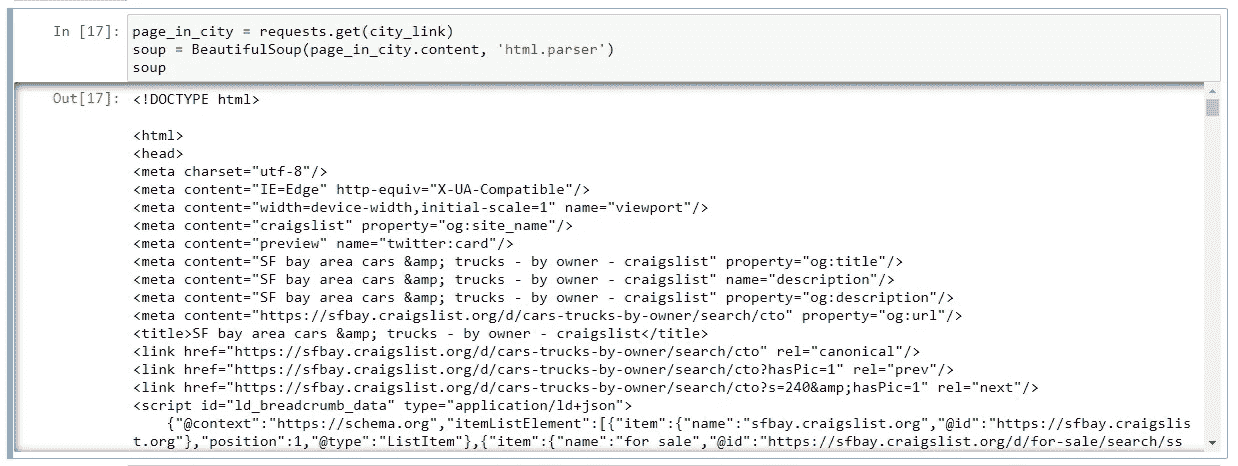 In [17]: page_in_city = requests.get(city_link)
soup = BeautifulSoup(page_in_city.content, 'html.parser')
soup
Out[17]: <!DOCTYPE html>
<html>
<head>
<meta charset="utf-8"/>
<meta content="IE=Edge" http-equiv="X-UA-Compatible"/>
<meta content="width=device-width,initial-scale=1" name="viewport"/>
<meta content="craigslist" property="og:site_name"/>
<meta content="preview" name="twitter:card"/>
<meta content="SF bay area cars &amp; trucks - by owner - craigslist" property="og:title"/>
<meta content="SF bay area cars &amp; trucks - by owner - craigslist" name="description"/>
<meta content="SF bay area cars &amp; trucks - by owner - craigslist" property="og:description"/>
<meta content="https://sfbay.craigslist.org/d/cars-trucks-by-owner/search/cto" property="og:url"/>
<title>SF bay area cars &amp; trucks - by owner - craigslist</title>
<link href="https://sfbay.craigslist.org/d/cars-trucks-by-owner/search/cto" rel="canonical"/>
<link href="https://sfbay.craigslist.org/d/cars-trucks-by-owner/search/cto?hasPic=1" rel="prev"/>
<link href="https://sfbay.craigslist.org/d/cars-trucks-by-owner/search/cto?s=240&amp;hasPic=1" rel="next"/>
<script id="ld_breadcrumb_data" type="application/ld+json">
{"@context":"https://schema.org","itemListElement":[{"item":{"name":"sfbay.craigslist.org","@id":"https://sfbay.craigslis
t.org"},"position":1,"@type":"ListItem"},{"item":{"name":"for sale","@id":"https://sfbay.craigslist.org/d/for-sale/search/ss